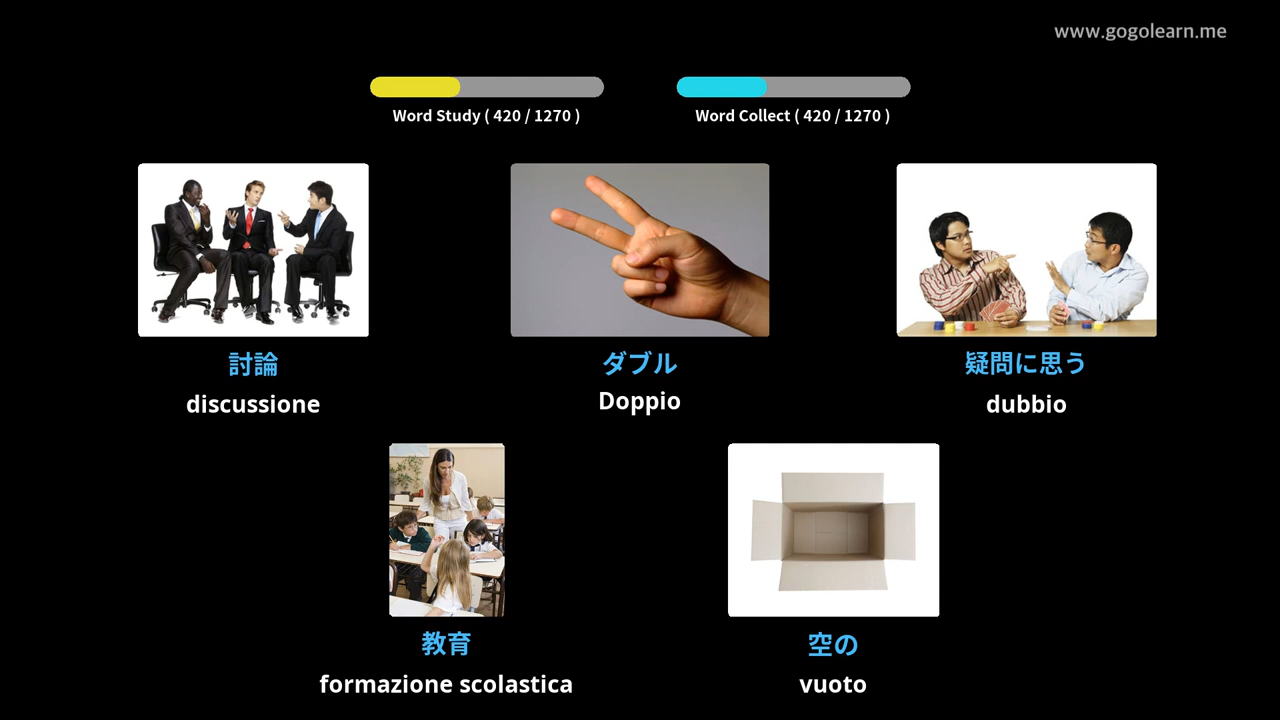 www.gogolearn.me
Word Study ( 420 / 1270 )
Word Collect ( 420 / 1270 )
討論
discussione
ダブル
Doppio
疑問に思う
dubbio
教育
formazione scolastica
空の
vuoto